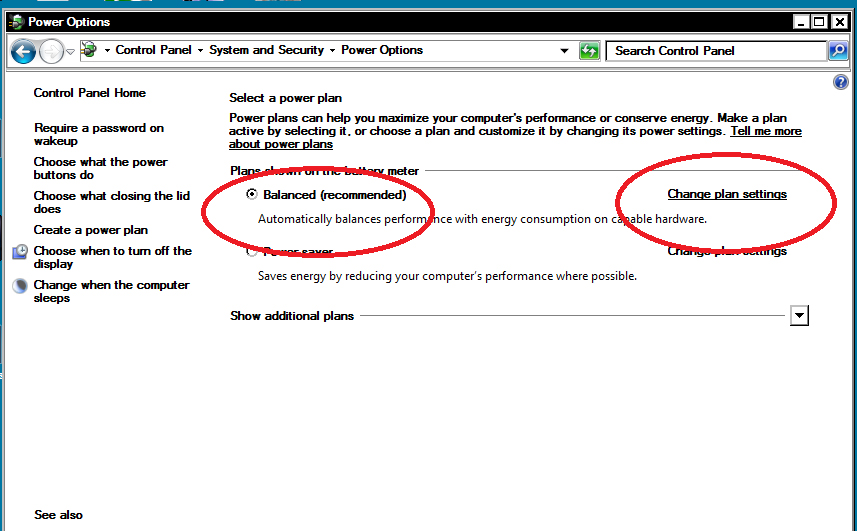 Power Options
Control Panel System and Security Power Options
Search Control Panel
Control Panel Home
Require a password on
wakeup
Choose what the power
buttons do
Choose what closing the lid
does
Create a power plan
Choose when to turn off the
display
Change when the computer
sleeps
See also
Select a power plan
Power plans can help you maximize your computer's performance or conserve energy. Make a plan
active by selecting it, or choose a plan and customize it by changing its power settings. Tell me more
about power plans
Plans shown on the battery meter
Balanced (recommended) Change plan settings
Automatically balances performance with energy consumption on capable hardware.
Power saver Change plan settings
Saves energy by reducing your computer's performance where possible.
Show additional plans